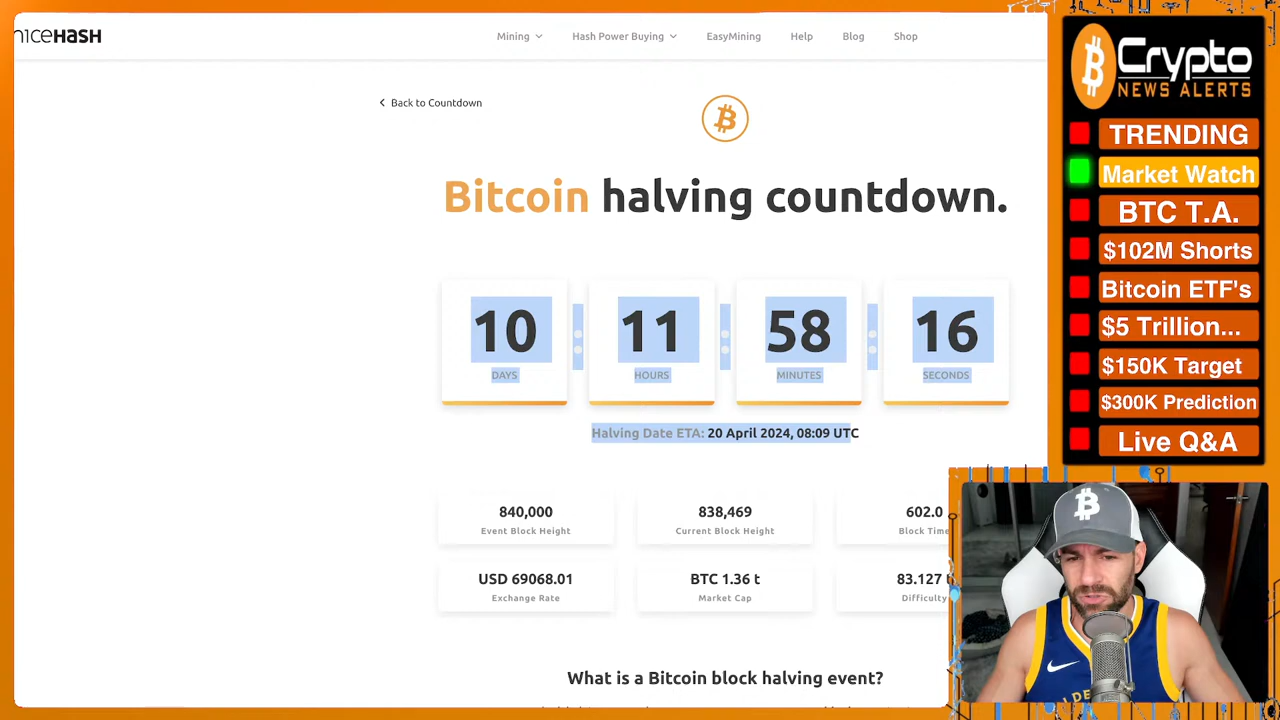 niceHASH
Mining
Hash Power Buying
EasyMining
Help
Blog
Shop
Back to Countdown
Bitcoin halving countdown.
10 : 11 : 58 : 16
DAYS HOURS MINUTES SECONDS
Halving Date ETA: 20 April 2024, 08:09 UTC
840,000
Event Block Height
838,469
Current Block Height
602.0
Block Time
USD 69068.01
Exchange Rate
BTC 1.36 t
Market Cap
83.127
Difficulty
What is a Bitcoin block halving event?
Crypto
NEWS ALERTS
TRENDING
Market Watch
BTC T.A.
$102M Shorts
Bitcoin ETF's
$5 Trillion...
$150K Target
$300K Prediction
Live Q&A